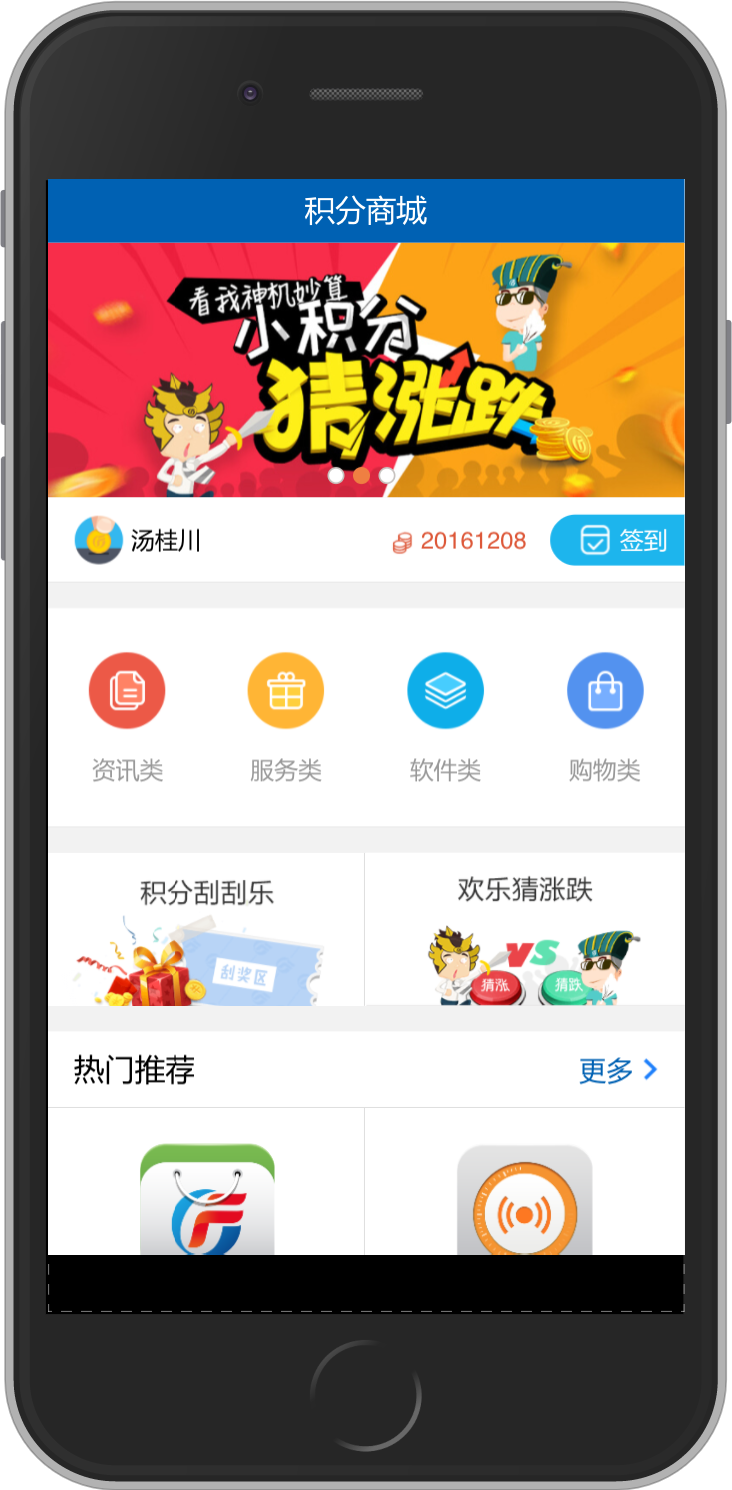 积分商城
看我神机妙算
小积分
猜涨跌
汤桂川
20161208
签到
资讯类
服务类
软件类
购物类
积分刮刮乐
欢乐猜涨跌
刮奖区
VS
猜涨
猜跌
热门推荐
更多